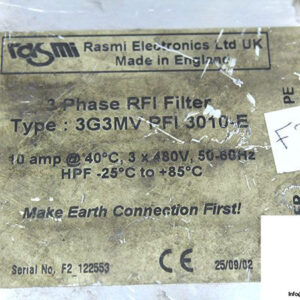 rasmi
Rasmi Electronics Ltd UK
Made in England
3 Phase RFI Filter
Type : 3G3MV PFI 3010-E
10 amp @ 40°C, 3 x 480V, 50-60Hz
HPF -25°C to +85°C
Make Earth Connection First!
Serial No. F2 122553
CE
25/09/02
PE